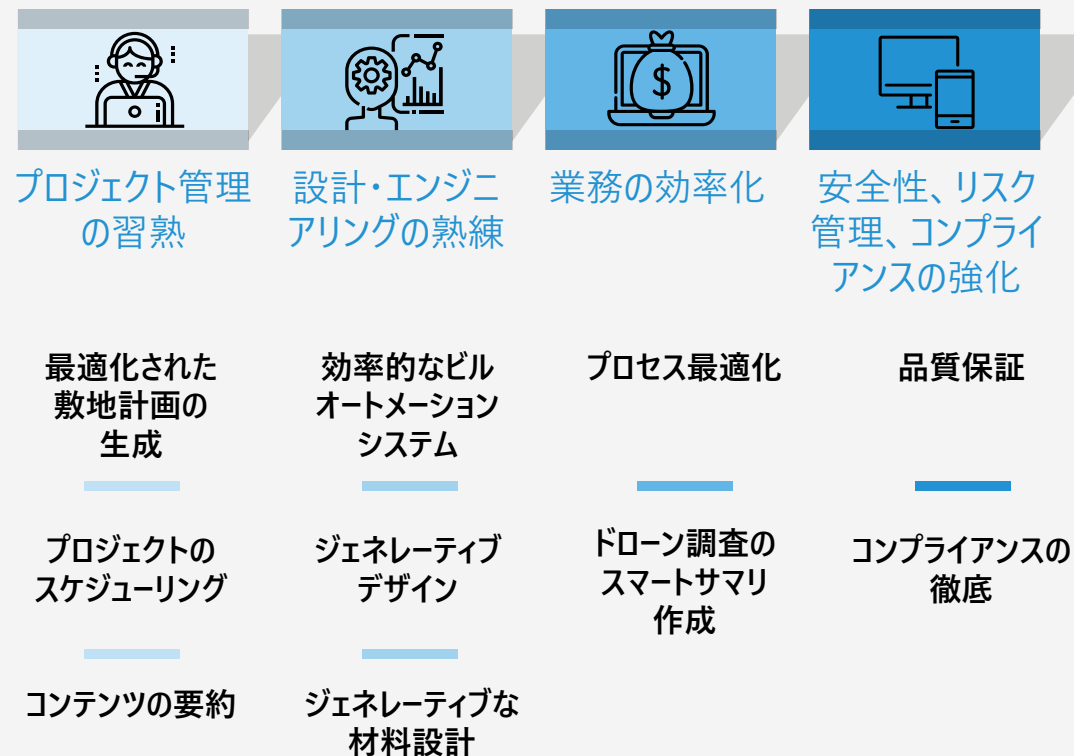 プロジェクト管理
の習熟
設計・エンジニ
アリングの熟練
業務の効率化
安全性、リスク
管理、コンプライ
アンスの強化
最適化された
敷地計画の
生成
効率的なビル
オートメーション
システム
プロセス最適化
品質保証
プロジェクトの
スケジューリング
ジェネレーティブ
デザイン
ドローン調査の
スマートサマリ
作成
コンプライアンスの
徹底
コンテンツの要約
ジェネレーティブな
材料設計